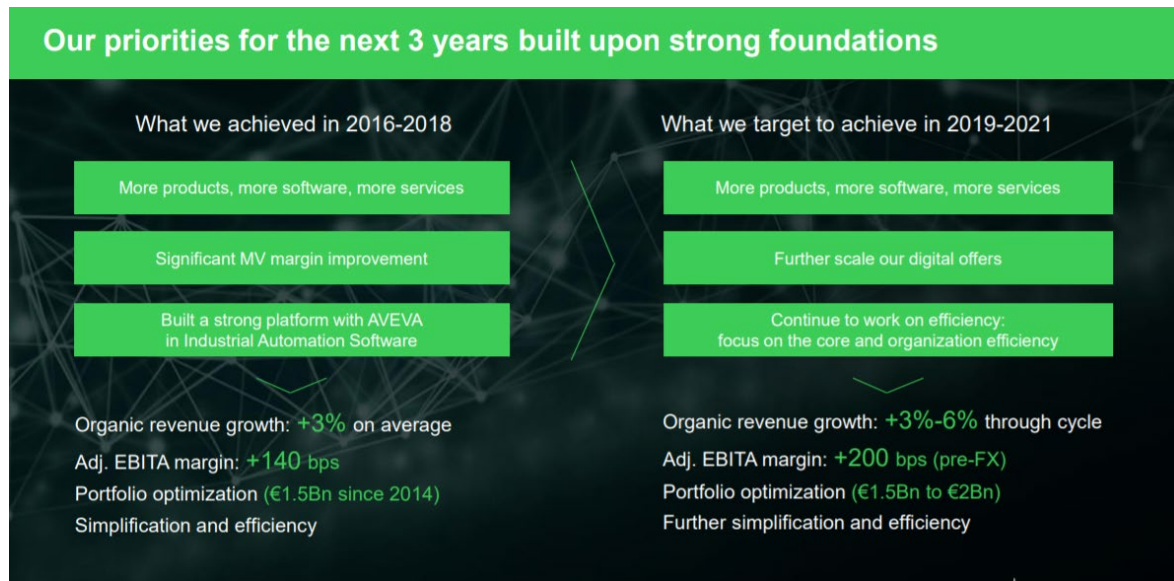 Our priorities for the next 3 years built upon strong foundations
What we achieved in 2016-2018
More products, more software, more services
Significant MV margin improvement
Built a strong platform with AVEVA
in Industrial Automation Software
Organic revenue growth: +3% on average
Adj. EBITA margin: +140 bps
Portfolio optimization (€1.5Bn since 2014)
Simplification and efficiency
What we target to achieve in 2019-2021
More products, more software, more services
Further scale our digital offers
Continue to work on efficiency:
focus on the core and organization efficiency
Organic revenue growth: +3%-6% through cycle
Adj. EBITA margin: +200 bps (pre-FX)
Portfolio optimization (€1.5Bn to €2Bn)
Further simplification and efficiency